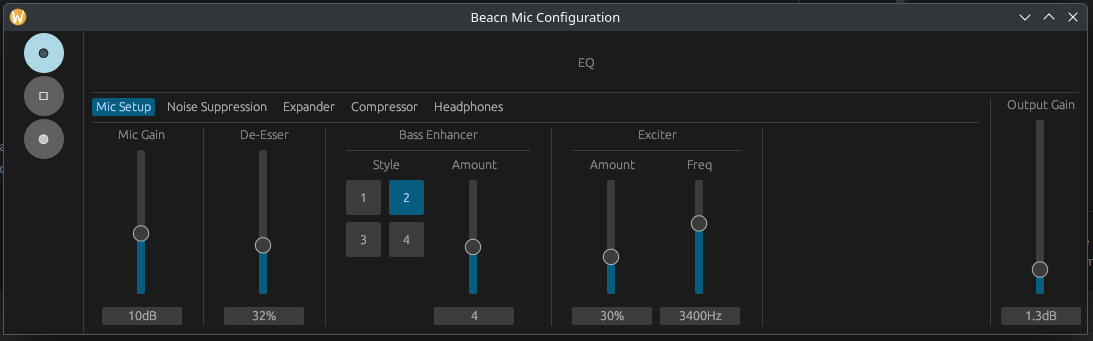 Beacn Mic Configuration
EQ
Mic Setup Noise Suppression Expander Compressor Headphones
Output Gain
Mic Gain De-Esser Bass Enhancer Exciter
Style Amount Amount Freq
1 2
3 4
10dB 32% 4 30% 3400Hz 1.3dB